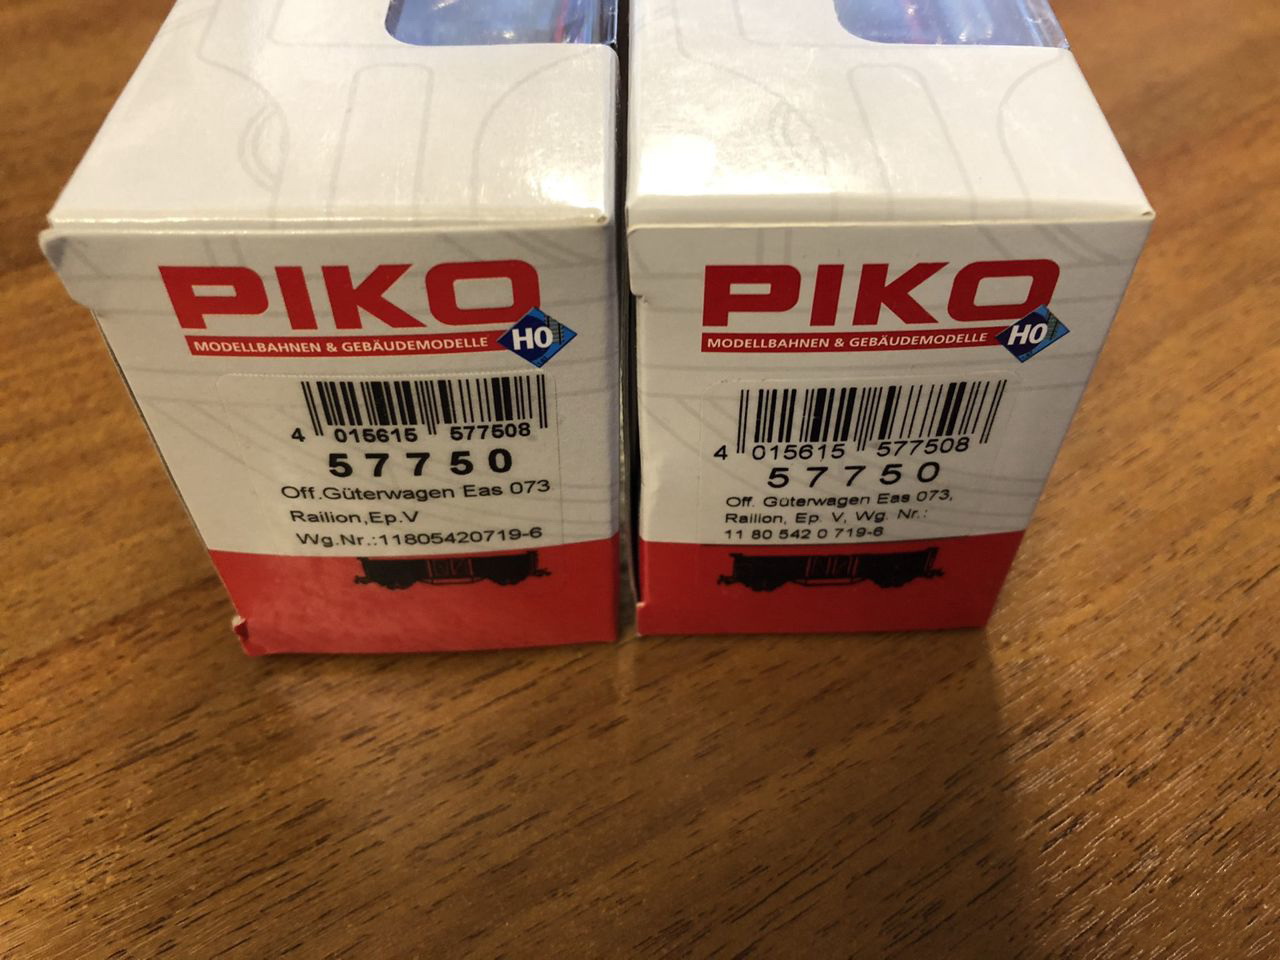 PIKO
MODELLBAHNEN & GEBÄUDEMODELLE
H0
4 015615 577508
57750
Off.Güterwagen Eas 073
Railion,Ep.V
Wg.Nr.:11805420719-6
PIKO
MODELLBAHNEN & GEBÄUDEMODELLE
H0
4 015615 577508
57750
Off. Güterwagen Eas 073,
Railion, Ep. V, Wg. Nr.:
11 80 542 0 719-6